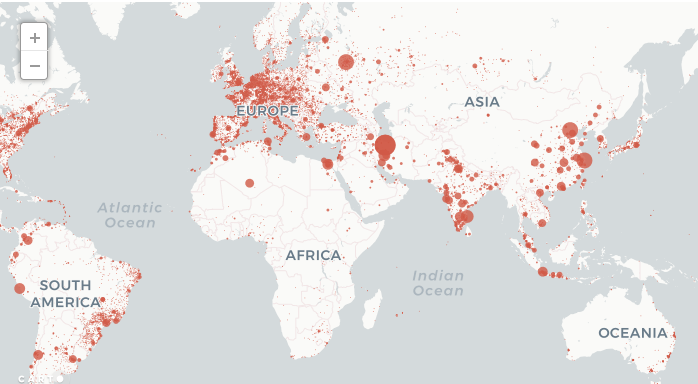 +
−
EUROPE
ASIA
Atlantic
Ocean
AFRICA
Indian
Ocean
SOUTH
AMERICA
OCEANIA